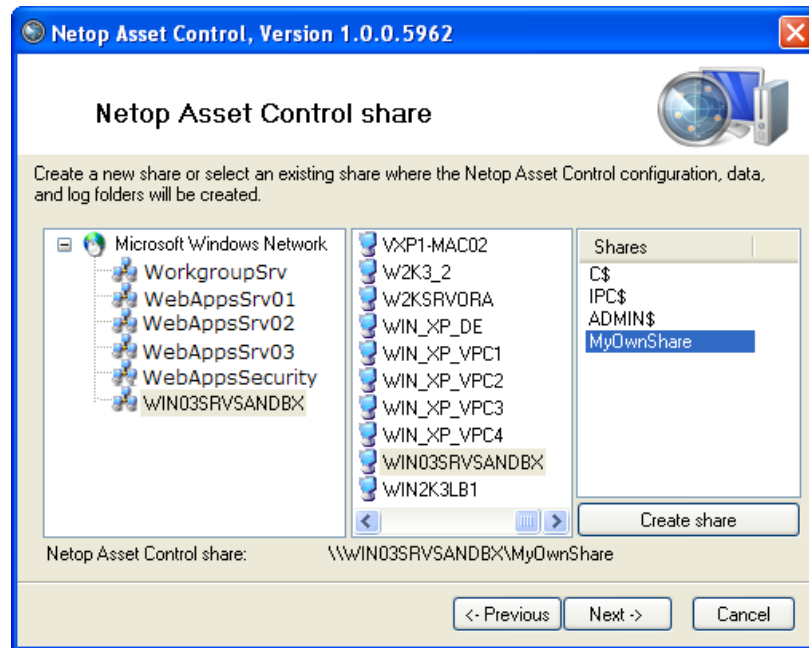 Netop Asset Control, Version 1.0.0.5962
Netop Asset Control share
Create a new share or select an existing share where the Netop Asset Control configuration, data,
and log folders will be created.
Microsoft Windows Network
WorkgroupSrv
WebAppsSrv01
WebAppsSrv02
WebAppsSrv03
WebAppsSecurity
WIN03SRVSANDBX
VXP1-MAC02
W2K3_2
W2KSRVORA
WIN_XP_DE
WIN_XP_VPC1
WIN_XP_VPC2
WIN_XP_VPC3
WIN_XP_VPC4
WIN03SRVSANDBX
WIN2K3LB1
Shares
C$
IPC$
ADMIN$
MyOwnShare
Create share
Netop Asset Control share: \\WIN03SRVSANDBX\MyOwnShare
<- Previous Next -> Cancel